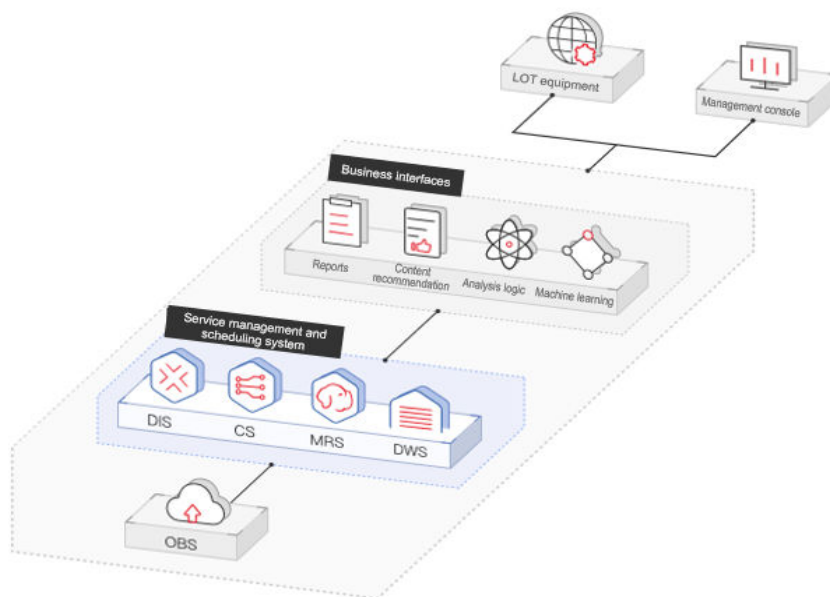 LOT equipment
Management console
Business interfaces
Reports
Content
recommendation
Analysis logic
Machine learning
Service management and
scheduling system
DIS
CS
MRS
DWS
OBS